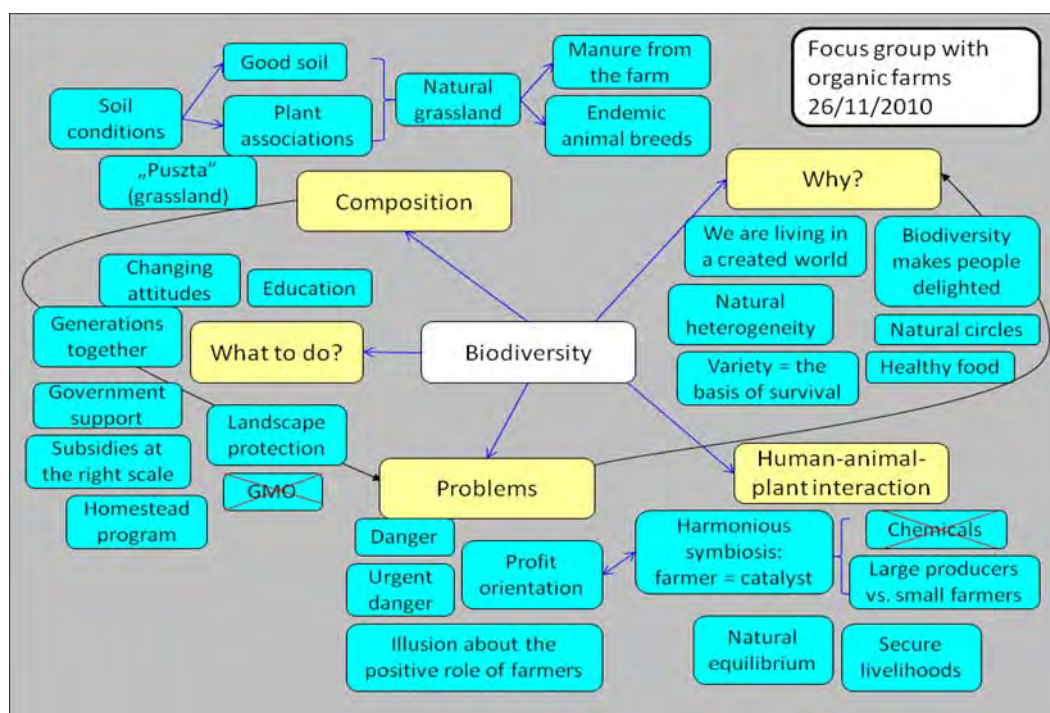 Focus group with
organic farms
26/11/2010
Good soil
Soil
conditions
Plant
associations
Natural
grassland
Manure from
the farm
Endemic
animal breeds
„Puszta”
(grassland)
Composition
Why?
We are living in
a created world
Biodiversity
makes people
delighted
Natural
heterogeneity
Natural circles
Variety = the
basis of survival
Healthy food
Changing
attitudes
Education
Generations
together
What to do?
Biodiversity
Government
support
Landscape
protection
Subsidies at
the right scale
GMO
Homestead
program
Problems
Danger
Urgent
danger
Profit
orientation
Illusion about the
positive role of farmers
Human-animal-
plant interaction
Harmonious
symbiosis:
farmer = catalyst
Chemicals
Large producers
vs. small farmers
Natural
equilibrium
Secure
livelihoods